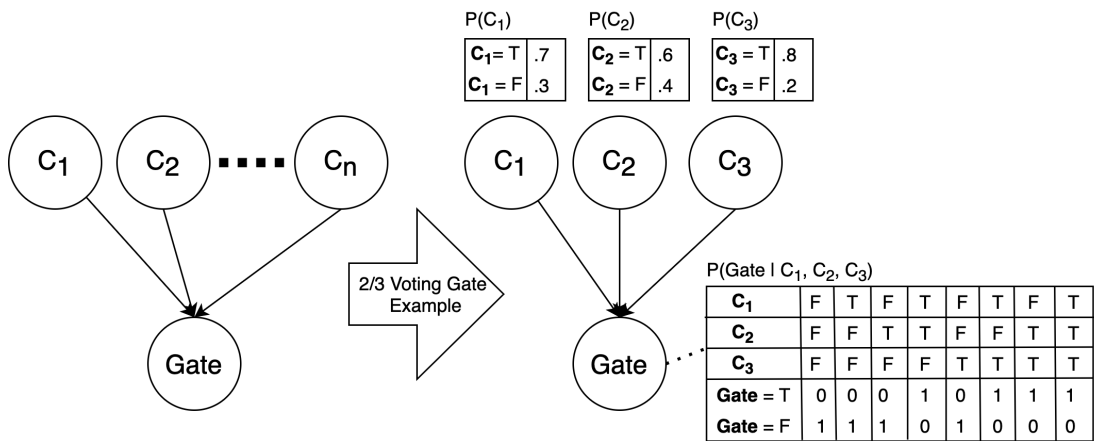 P(C₁) P(C₂) P(C₃)
C₁= T .7 C₂ = T .6 C₃ = T .8
C₁ = F .3 C₂ = F .4 C₃ = F .2
C₁ C₂ Cₙ C₁ C₂ C₃
2/3 Voting Gate
Example
P(Gate | C₁, C₂, C₃)
C₁ F T F T F T F T
C₂ F F T T F F T T
C₃ F F F F T T T T
Gate = T 0 0 0 1 0 1 1 1
Gate = F 1 1 1 0 1 0 0 0
Gate Gate